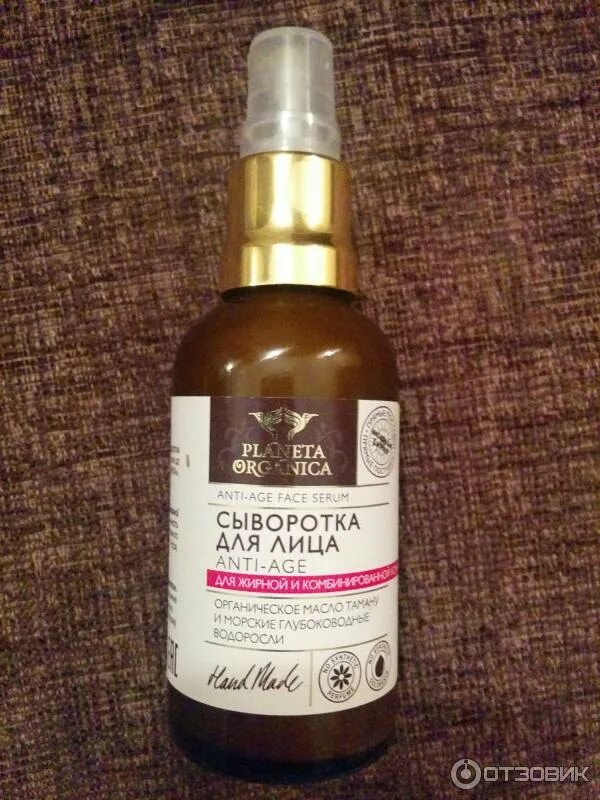 PLANETA
ORGANICA
ANTI-AGE FACE SERUM
СЫВОРОТКА
ДЛЯ ЛИЦА
ANTI-AGE
ДЛЯ ЖИРНОЙ И КОМБИНИРОВАННОЙ
ОРГАНИЧЕСКОЕ МАСЛО ТАМАНУ
И МОРСКИЕ ГЛУБОКОВОДНЫЕ
ВОДОРОСЛИ
Hand Made
NO SYNTHETIC
PERFUME
ОТЗОВИК